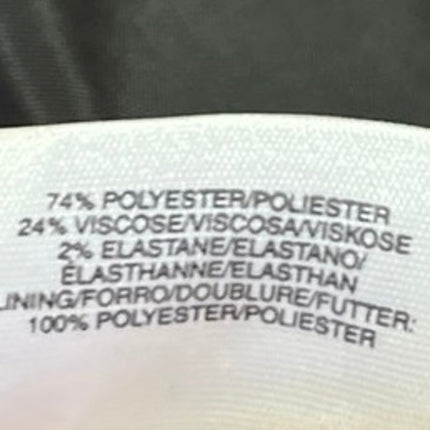 74% POLYESTER/POLIESTER
24% VISCOSE/VISCOSA/VISKOSE
2% ELASTANE/ELASTANO/
ÉLASTHANNE/ELASTHAN
LINING/FORRO/DOUBLURE/FUTTER:
100% POLYESTER/POLIESTER